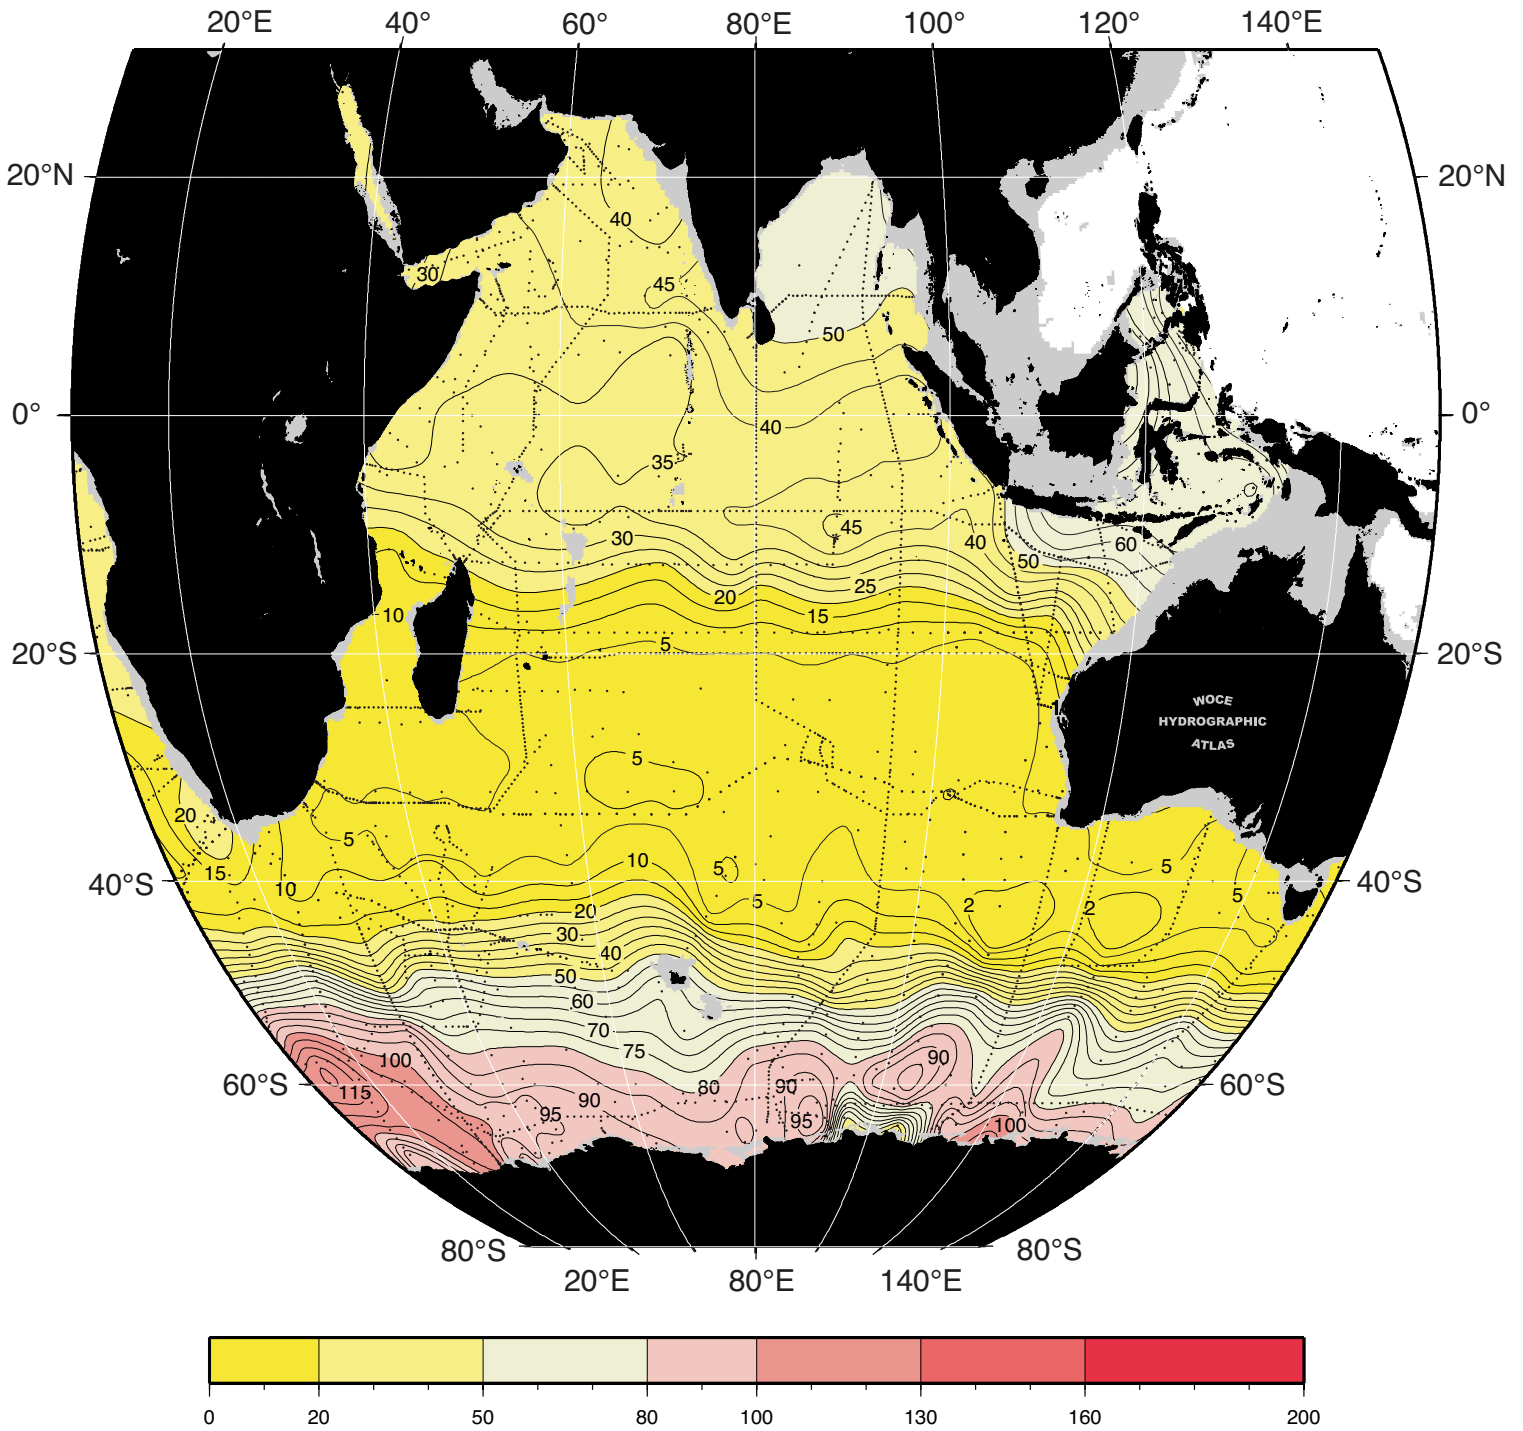 20°E 40° 60° 80°E 100° 120° 140°E
20°N 20°N
40
30
45
50
0° 0°
40
35
45
30 40 60
50
25
20
10 15
5
20°S 20°S
WOCE
HYDROGRAPHIC
ATLAS
5
20
5
10
15 5 5
40°S 10 40°S
5 2 2 5
20
30
40
50
60
70
75
100 90
60°S 80 90 60°S
115 90
95 95 100
80°S 80°S
20°E 80°E 140°E
0 20 50 80 100 130 160 200